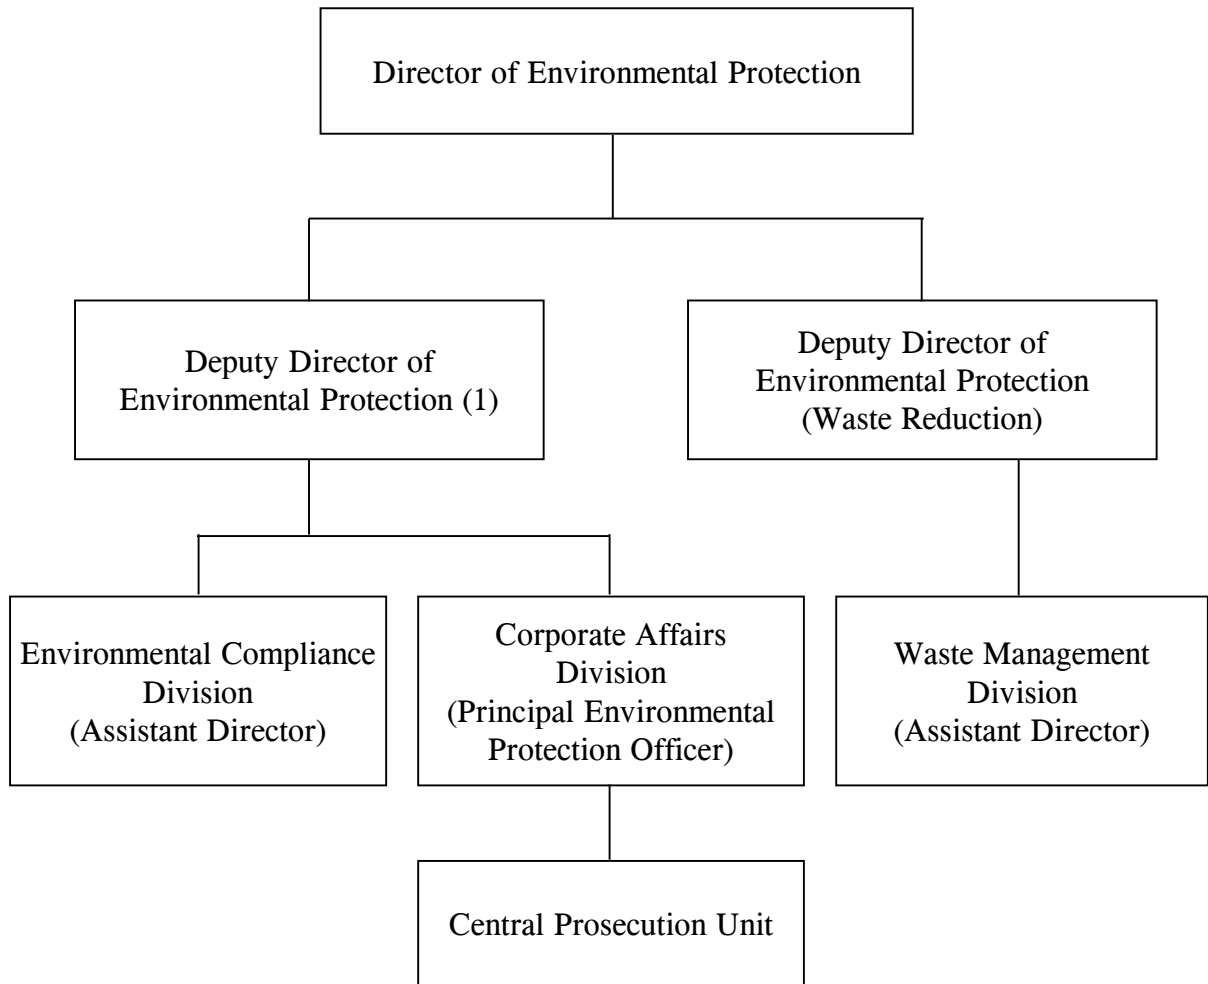 Director of Environmental Protection
Deputy Director of
Environmental Protection (1)
Deputy Director of
Environmental Protection
(Waste Reduction)
Environmental Compliance
Division
(Assistant Director)
Corporate Affairs
Division
(Principal Environmental
Protection Officer)
Waste Management
Division
(Assistant Director)
Central Prosecution Unit